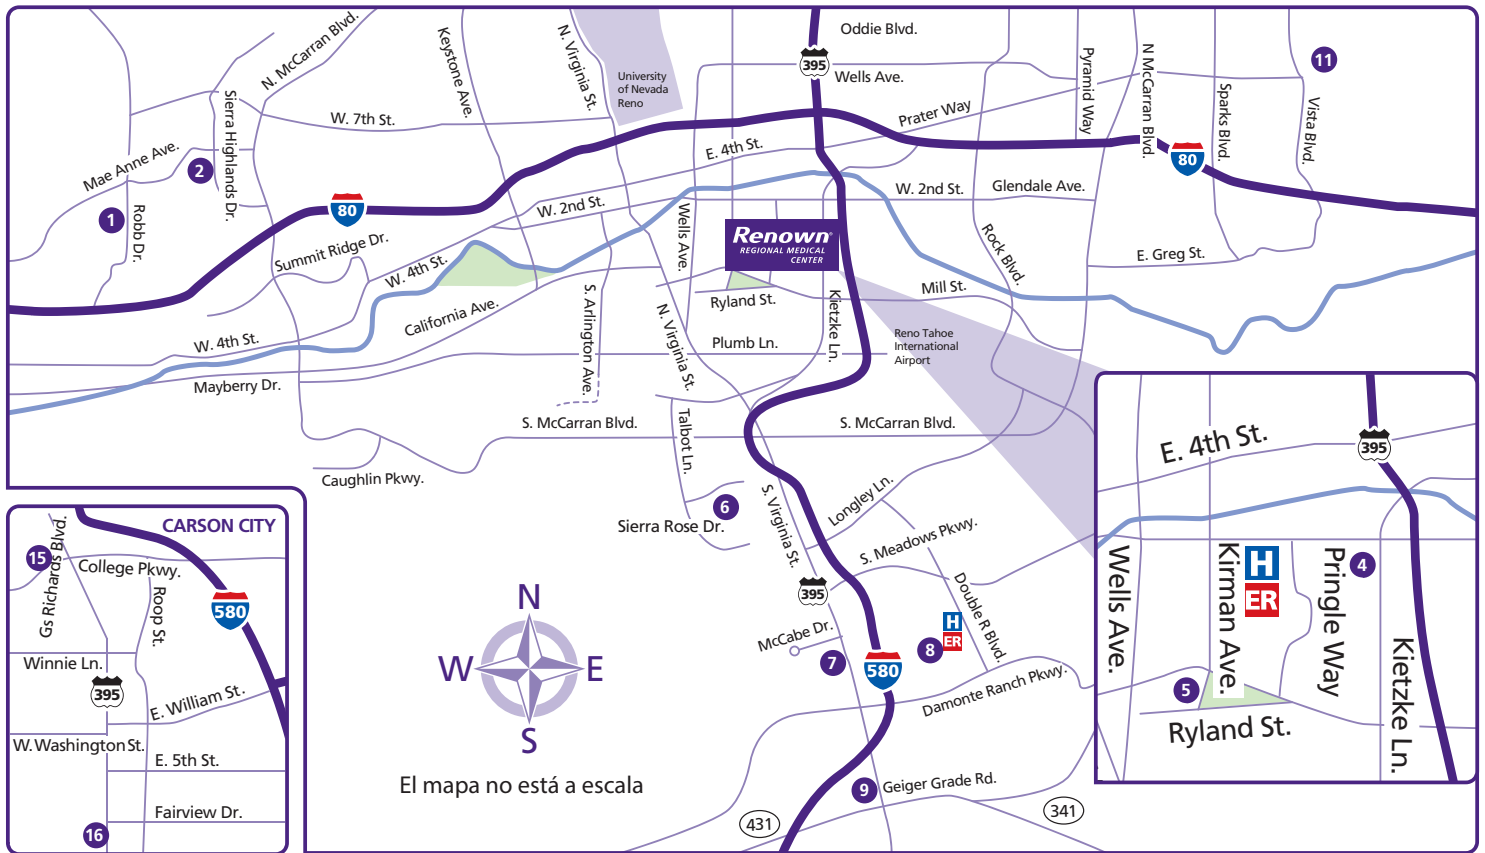 Oddie Blvd.
395
Wells Ave.
N. McCarran Blvd.
Keystone Ave.
N. Virginia St.
University
of Nevada
Reno
Pyramid Way
N McCarran Blvd.
Sparks Blvd.
Vista Blvd.
11
Sierra Highlands Dr.
W. 7th St.
Prater Way
E. 4th St.
80
Mae Anne Ave.
2
1
Robb Dr.
80
W. 2nd St.
W. 2nd St.
Glendale Ave.
Wells Ave.
Renown
REGIONAL MEDICAL
CENTER
Rock Blvd.
E. Greg St.
Summit Ridge Dr.
W. 4th St.
California Ave.
S. Arlington Ave.
N. Virginia St.
Ryland St.
Kietzke Ln.
Mill St.
Reno Tahoe
International
Airport
W. 4th St.
Plumb Ln.
Mayberry Dr.
S. McCarran Blvd.
S. McCarran Blvd.
Talbot Ln.
Caughlin Pkwy.
6
Sierra Rose Dr.
S. Virginia St.
Longley Ln.
S. Meadows Pkwy.
395
Double R Blvd.
McCabe Dr.
7
8
H
ER
580
Damonte Ranch Pkwy.
9
Geiger Grade Rd.
431
341
N
W
E
S
El mapa no está a escala
CARSON CITY
15
Gs Richards Blvd.
College Pkwy.
Roop St.
580
Winnie Ln.
395
E. William St.
W. Washington St.
E. 5th St.
Fairview Dr.
16
E. 4th St.
395
Wells Ave.
Kirman Ave.
H
ER
Pringle Way
4
Kietzke Ln.
5
Ryland St.